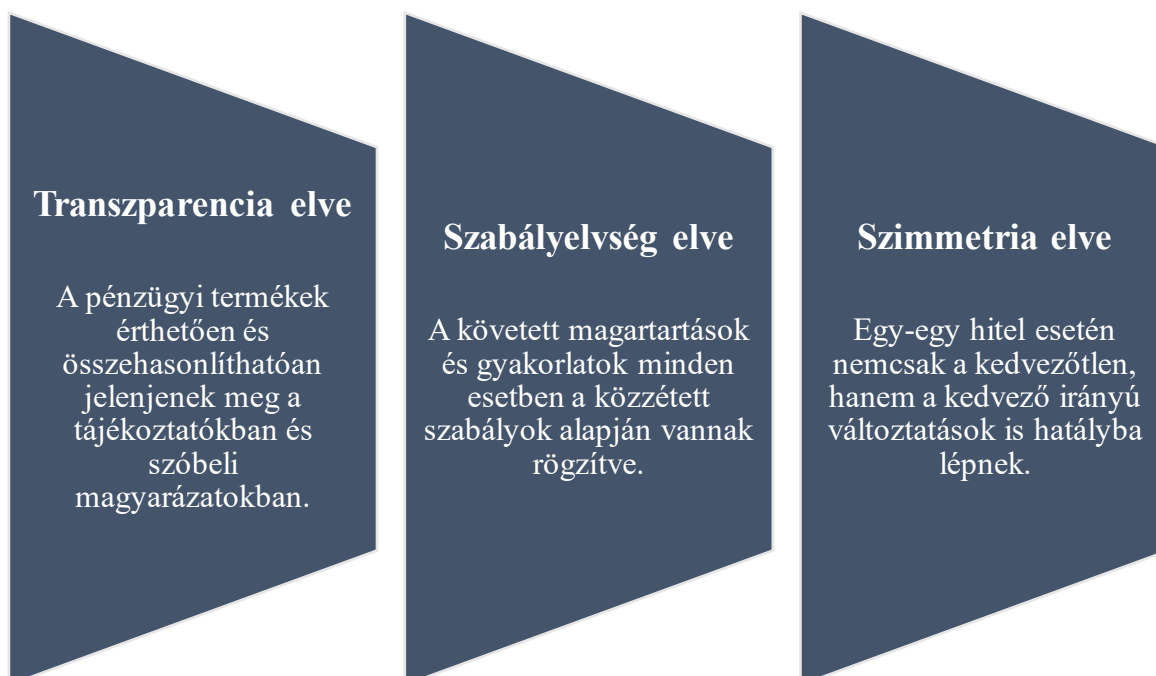 Transzparencia elve
A pénzügyi termékek
érthetően és
összehasonlíthatóan
jelenjenek meg a
tájékoztatókban és
szóbeli
magyarázatokban.
Szabályelvség elve
A követett magartartások
és gyakorlatok minden
esetben a közzétett
szabályok alapján vannak
rögzítve.
Szimmetria elve
Egy-egy hitel esetén
nemcsak a kedvezőtlen,
hanem a kedvező irányú
változtatások is hatályba
lépnek.